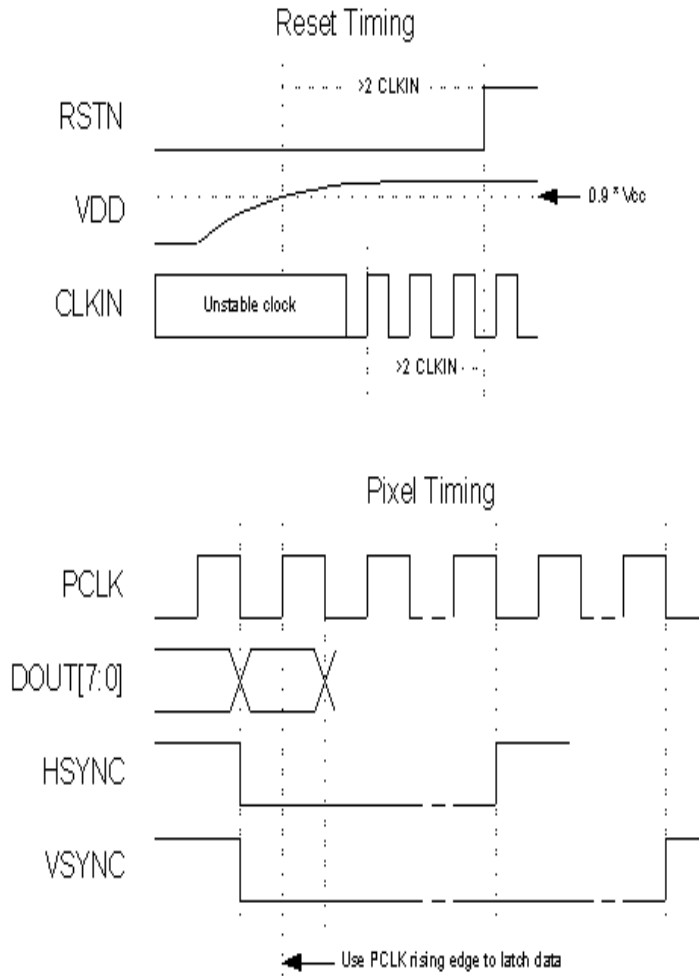 Reset Timing
>2 CLKIN
RSTN
VDD
0.9 * Vcc
CLKIN
Unstable clock
>2 CLKIN
Pixel Timing
PCLK
DOUT[7:0]
HSYNC
VSYNC
Use PCLK rising edge to latch data